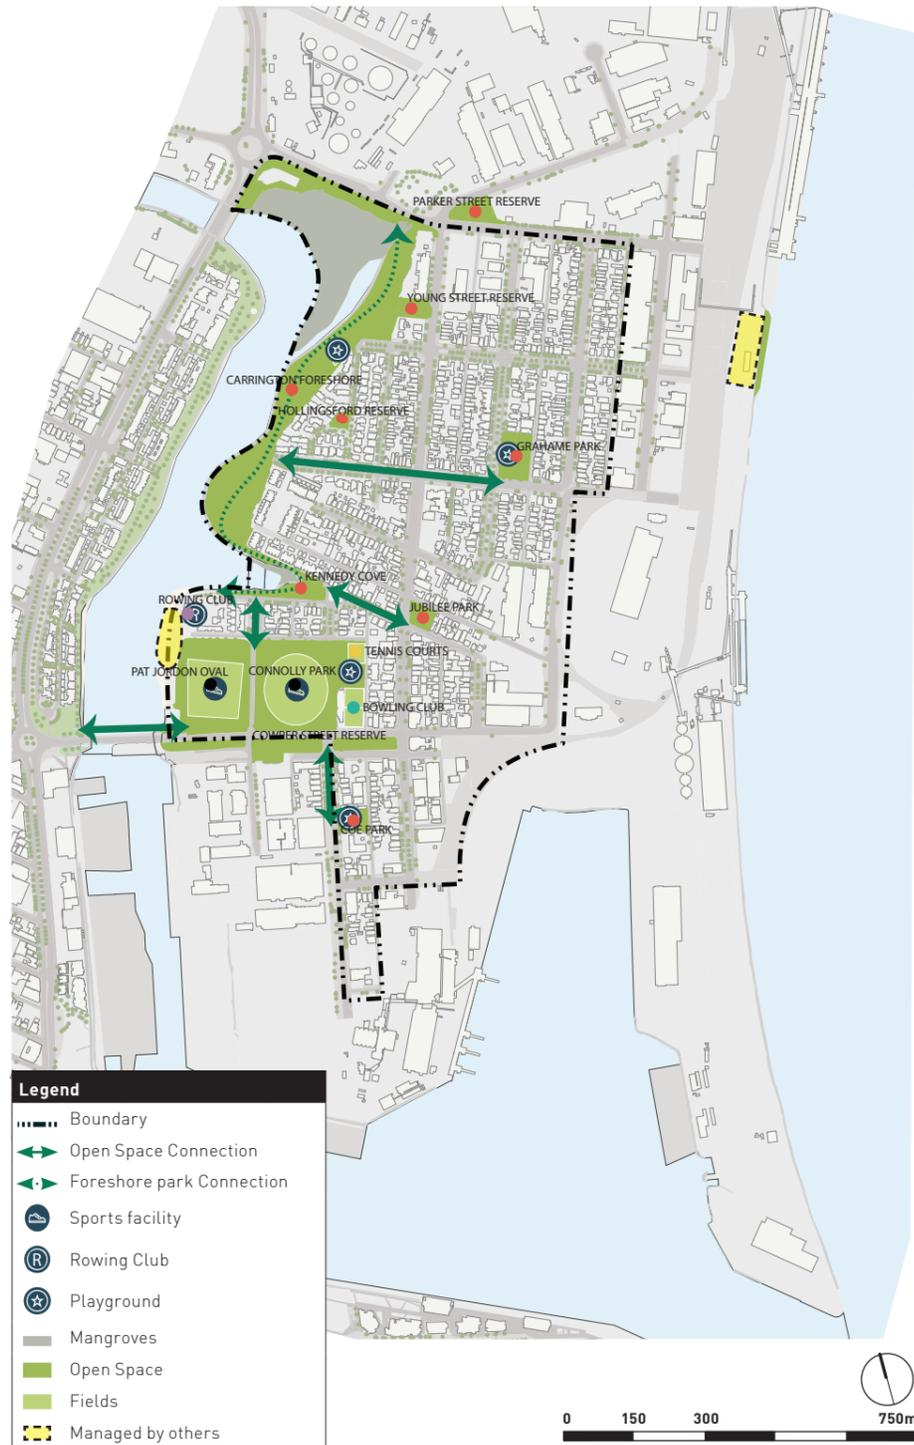 PARKER STREET RESERVE
YOUNG STREET RESERVE
CARRINGTON FORESHORE
HOLLINGSFORD RESERVE
GRAHAME PARK
KENNEDY COVE
ROWING CLUB
R
JUBILEE PARK
TENNIS COURTS
PAT JORDON OVAL
CONNOLLY PARK
BOWLING CLUB
COWPER STREET RESERVE
COE PARK
Legend
Boundary
Open Space Connection
Foreshore park Connection
Sports facility
R Rowing Club
Playground
Mangroves
Open Space
Fields
Managed by others
0 150 300 750m